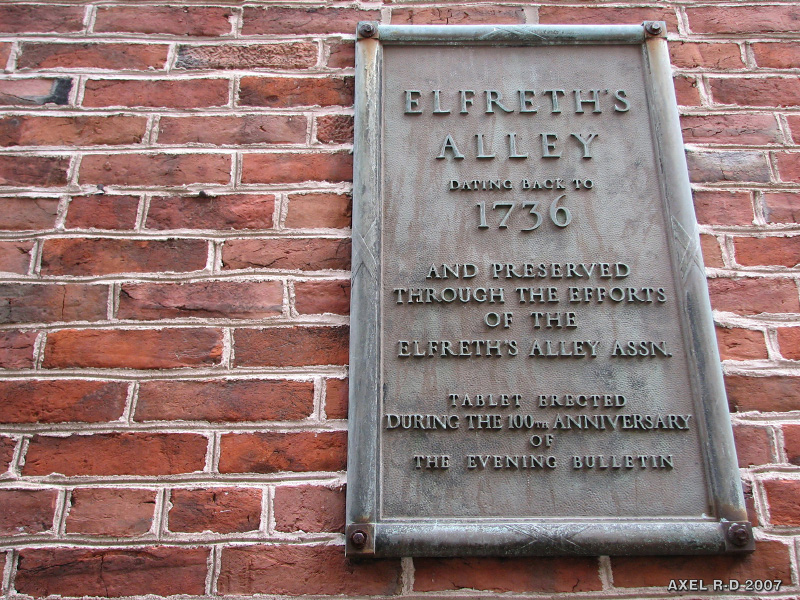 ELFRETH'S
ALLEY
DATING BACK TO
1736
AND PRESERVED
THROUGH THE EFFORTS
OF THE
ELFRETH'S ALLEY ASSN.
TABLET ERECTED
DURING THE 100TH ANNIVERSARY
OF
THE EVENING BULLETIN
AXEL R-D-2007